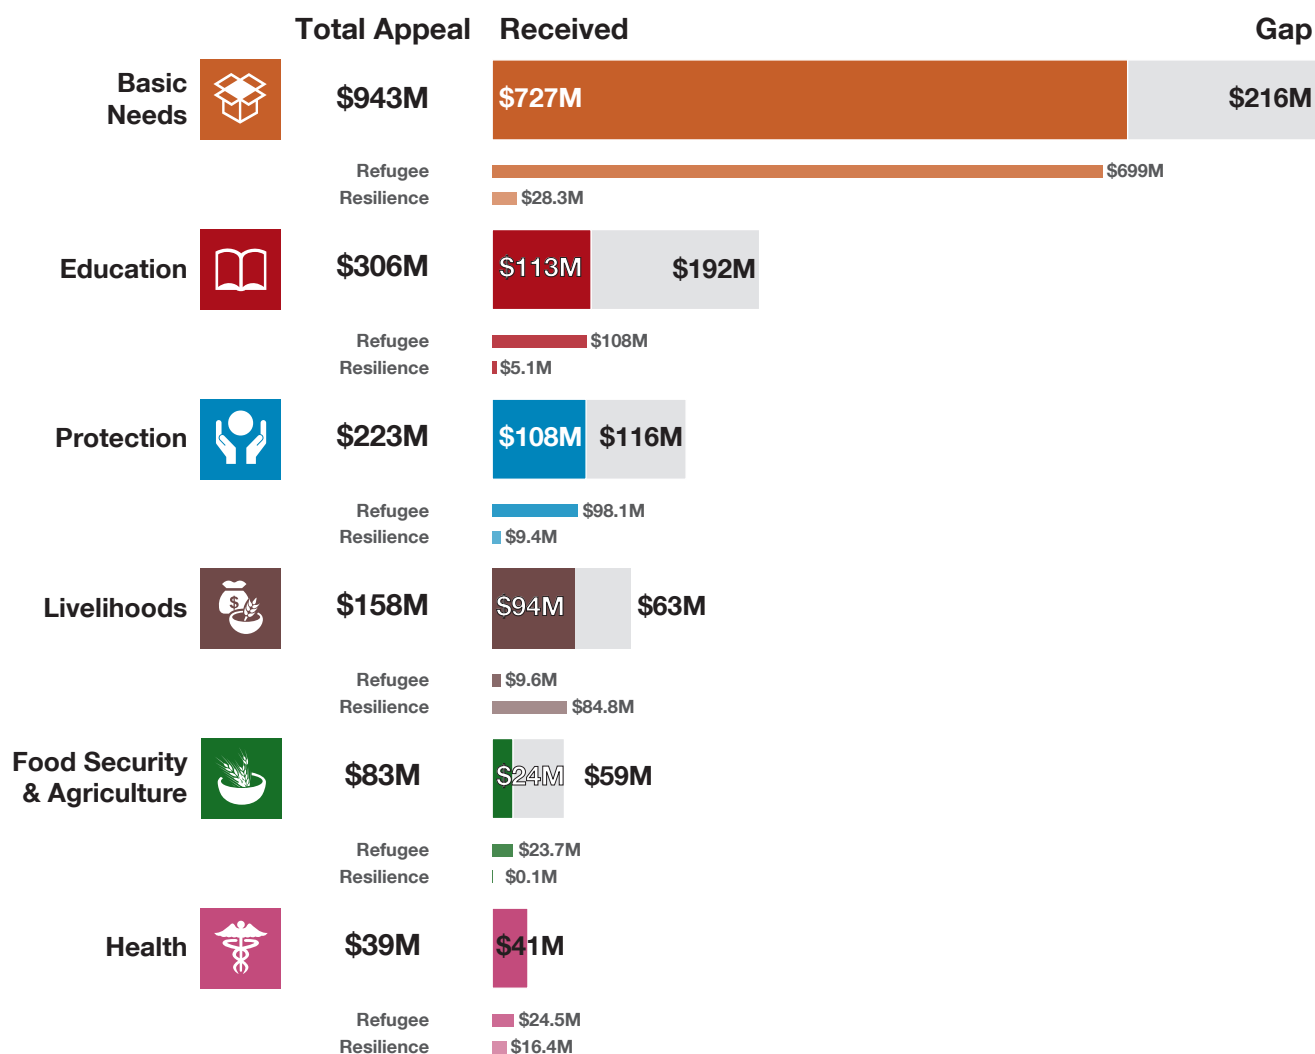 Total Appeal Received Gap
Basic
Needs
$943M $727M $216M
Refugee $699M
Resilience $28.3M
Education $306M $113M $192M
Refugee $108M
Resilience $5.1M
Protection $223M $108M $116M
Refugee $98.1M
Resilience $9.4M
Livelihoods $ $158M $94M $63M
Refugee $9.6M
Resilience $84.8M
Food Security
& Agriculture
$83M $24M $59M
Refugee $23.7M
Resilience $0.1M
Health $39M $41M
Refugee $24.5M
Resilience $16.4M